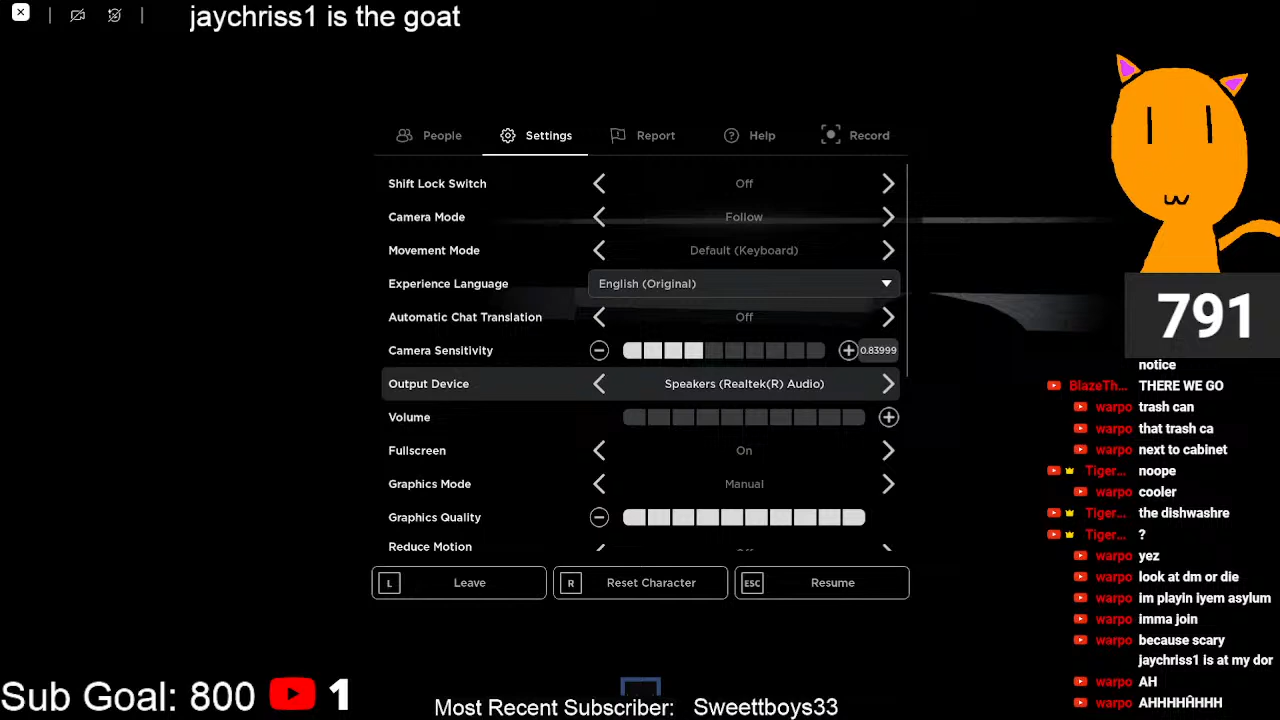 jaychriss1 is the goat
People
Settings
Report
Help
Record
Shift Lock Switch
Off
Camera Mode
Follow
Movement Mode
Default (Keyboard)
Experience Language
English (Original)
Automatic Chat Translation
Off
Camera Sensitivity
0.83999
Output Device
Speakers (Realtek(R) Audio)
Volume
Fullscreen
On
Graphics Mode
Manual
Graphics Quality
Reduce Motion
L Leave
R Reset Character
ESC Resume
791
notice
BlazeTh... THERE WE GO
warpo trash can
warpo that trash ca
warpo next to cabinet
Tiger... noope
warpo cooler
Tiger... the dishwashre
Tiger... ?
warpo yez
warpo look at dm or die
warpo im playin iyem asylum
warpo imma join
warpo because scary
jaychriss1 is at my dor
warpo AH
warpo AHHHHÂHHH
Sub Goal: 800 1
Most Recent Subscriber: Sweettboys33